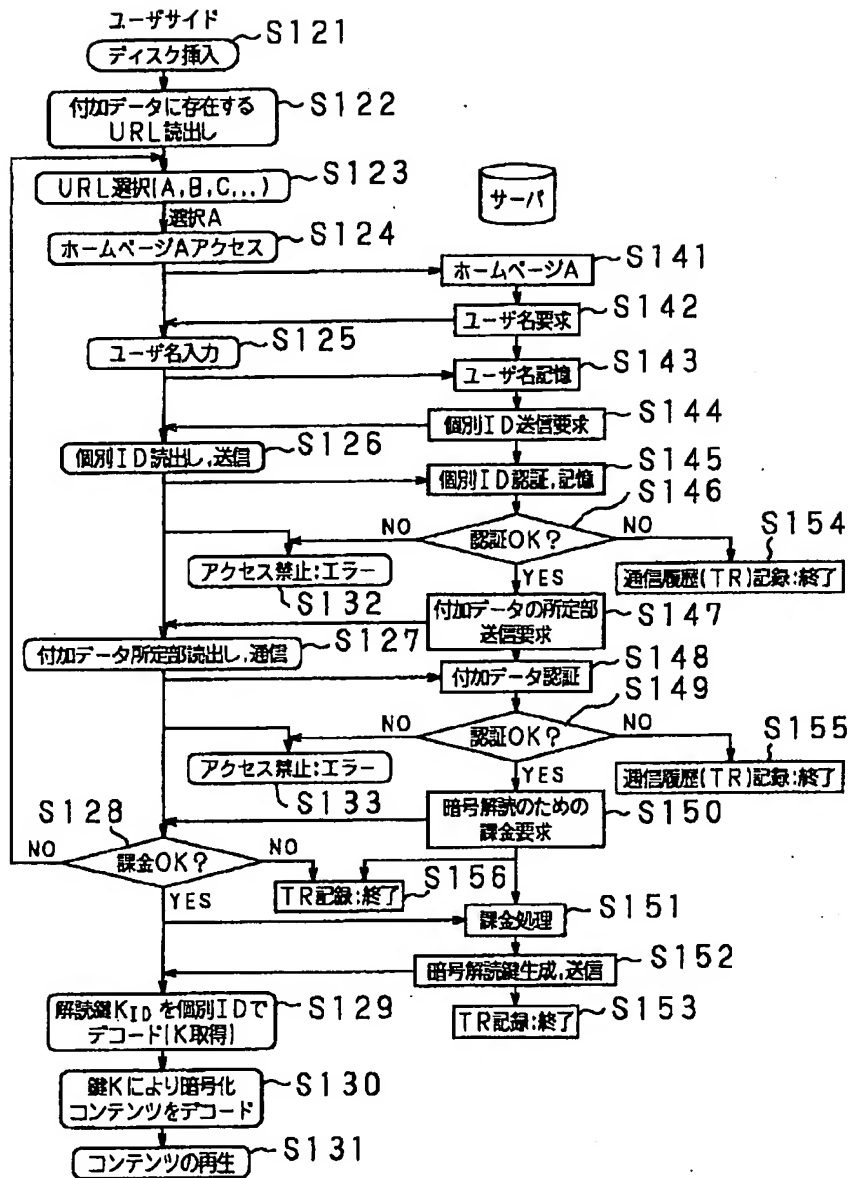 ユーザサイド
ディスク挿入
S121
付加データに存在する
URL読出し
S122
URL選択(A,B,C...)
S123
選択A
サーバ
ホームページAアクセス
S124
ホームページA
S141
ユーザ名要求
S142
ユーザ名入力
S125
ユーザ名記憶
S143
個別ID送信要求
S144
個別ID読出し,送信
S126
個別ID認証,記憶
S145
認証OK?
S146
NO
NO
YES
アクセス禁止:エラー
S132
通信履歴(TR)記録:終了
S154
付加データの所定部
送信要求
S147
付加データ所定部読出し,通信
S127
付加データ認証
S148
認証OK?
S149
NO
NO
YES
アクセス禁止:エラー
S133
通信履歴(TR)記録:終了
S155
暗号解読のための
課金要求
S150
課金OK?
S128
NO
NO
YES
TR記録:終了
S156
課金処理
S151
暗号解読鍵生成,送信
S152
TR記録:終了
S153
解読鍵KIDを個別IDで
デコード(K取得)
S129
鍵Kにより暗号化
コンテンツをデコード
S130
コンテンツの再生
S131